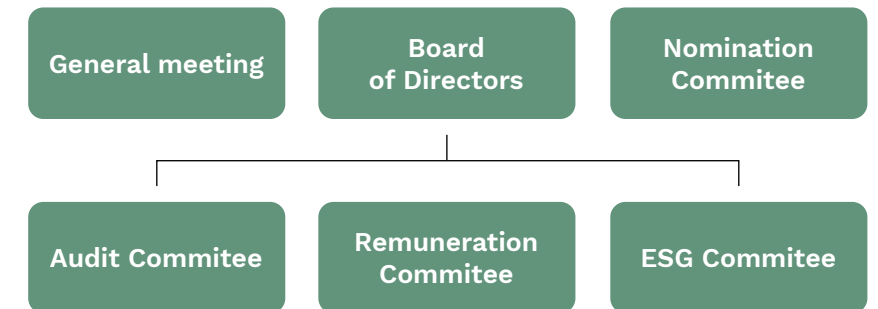 General meeting
Board
of Directors
Nomination
Commitee
Audit Commitee
Remuneration
Commitee
ESG Commitee